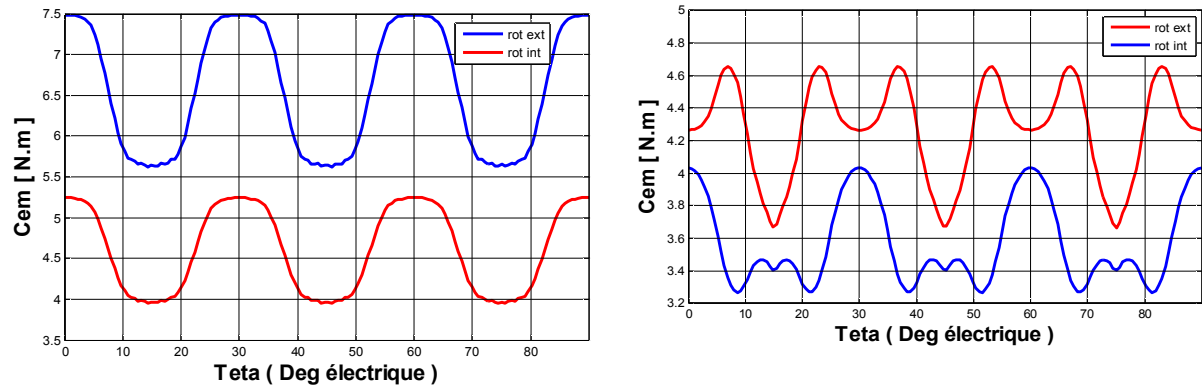 7.5
7
6.5
6
5.5
5
4.5
4
3.5
Cem [ N.m ]
rot ext
rot int
0 10 20 30 40 50 60 70 80
Teta ( Deg électrique )
5
4.8
4.6
4.4
4.2
4
3.8
3.6
3.4
3.2
Cem [ N.m ]
rot ext
rot int
0 10 20 30 40 50 60 70 80
Teta ( Deg électrique )